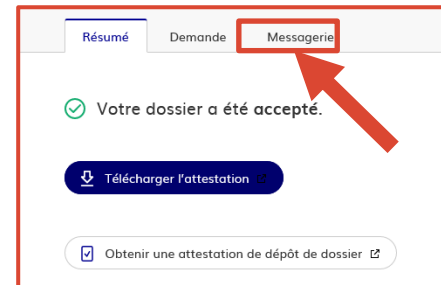 Résumé Demande Messagerie
Votre dossier a été accepté.
Télécharger l'attestation
Obtenir une attestation de dépôt de dossier